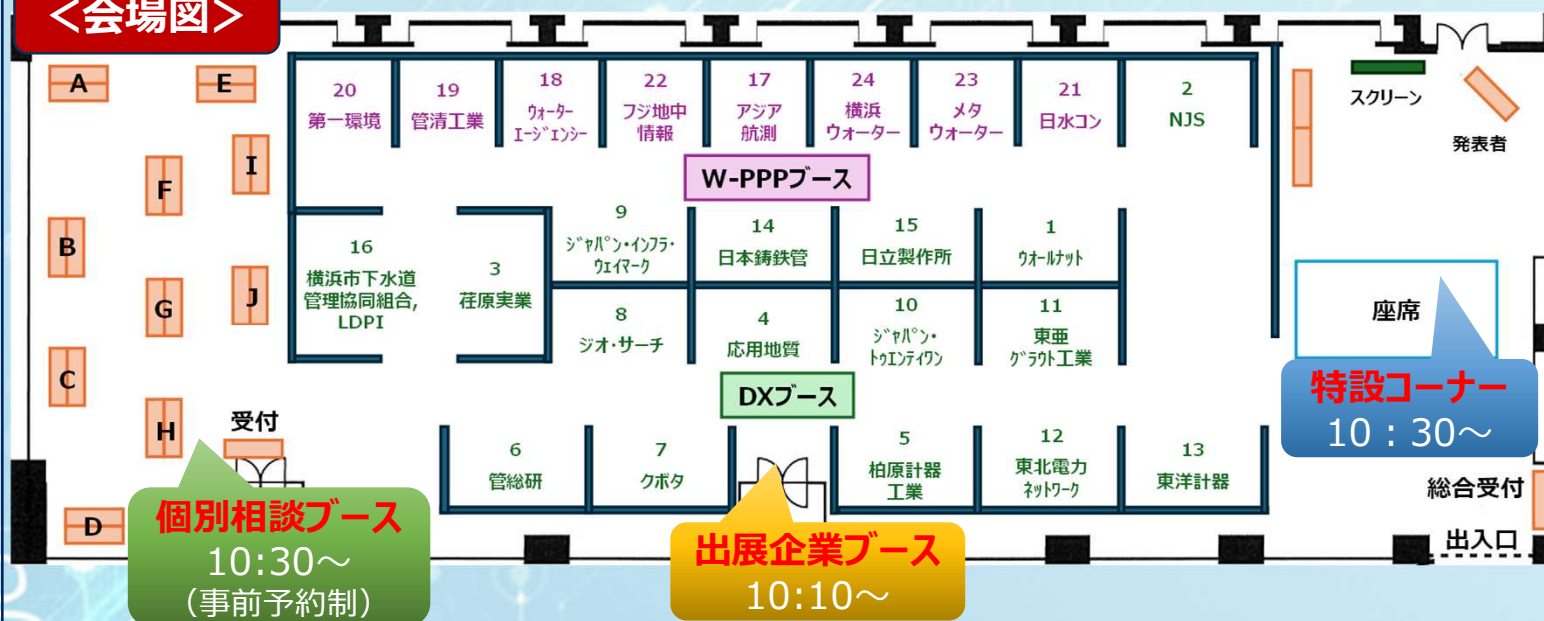 <会場図>
A
E
I
F
B
G
J
C
H
D
受付
20
第一環境
19
管清工業
18
ｳｫｰﾀｰ
ｴｰｼﾞｴﾝｼｰ
22
フジ地中
情報
17
アジア
航測
24
横浜
ウォーター
23
メタ
ウォーター
21
日水コン
2
NJS
W-PPPブース
16
横浜市下水道
管理協同組合,
LDPI
3
荏原実業
9
ｼﾞｬﾊﾟﾝ･ｲﾝﾌﾗ･
ｳｪｲﾏｰｸ
14
日本鋳鉄管
15
日立製作所
1
ｳｵｰﾙﾅｯﾄ
8
ジオ・サーチ
4
応用地質
10
ｼﾞｬﾊﾟﾝ･
ﾄｩｴﾝﾃｨﾜﾝ
11
東亜
ｸﾞﾗｳﾄ工業
DXブース
6
管総研
7
クボタ
5
柏原計器
工業
12
東北電力
ﾈｯﾄﾜｰｸ
13
東洋計器
スクリーン
発表者
座席
特設コーナー
10：30～
総合受付
出入口
個別相談ブース
10:30～
（事前予約制）
出展企業ブース
10:10～